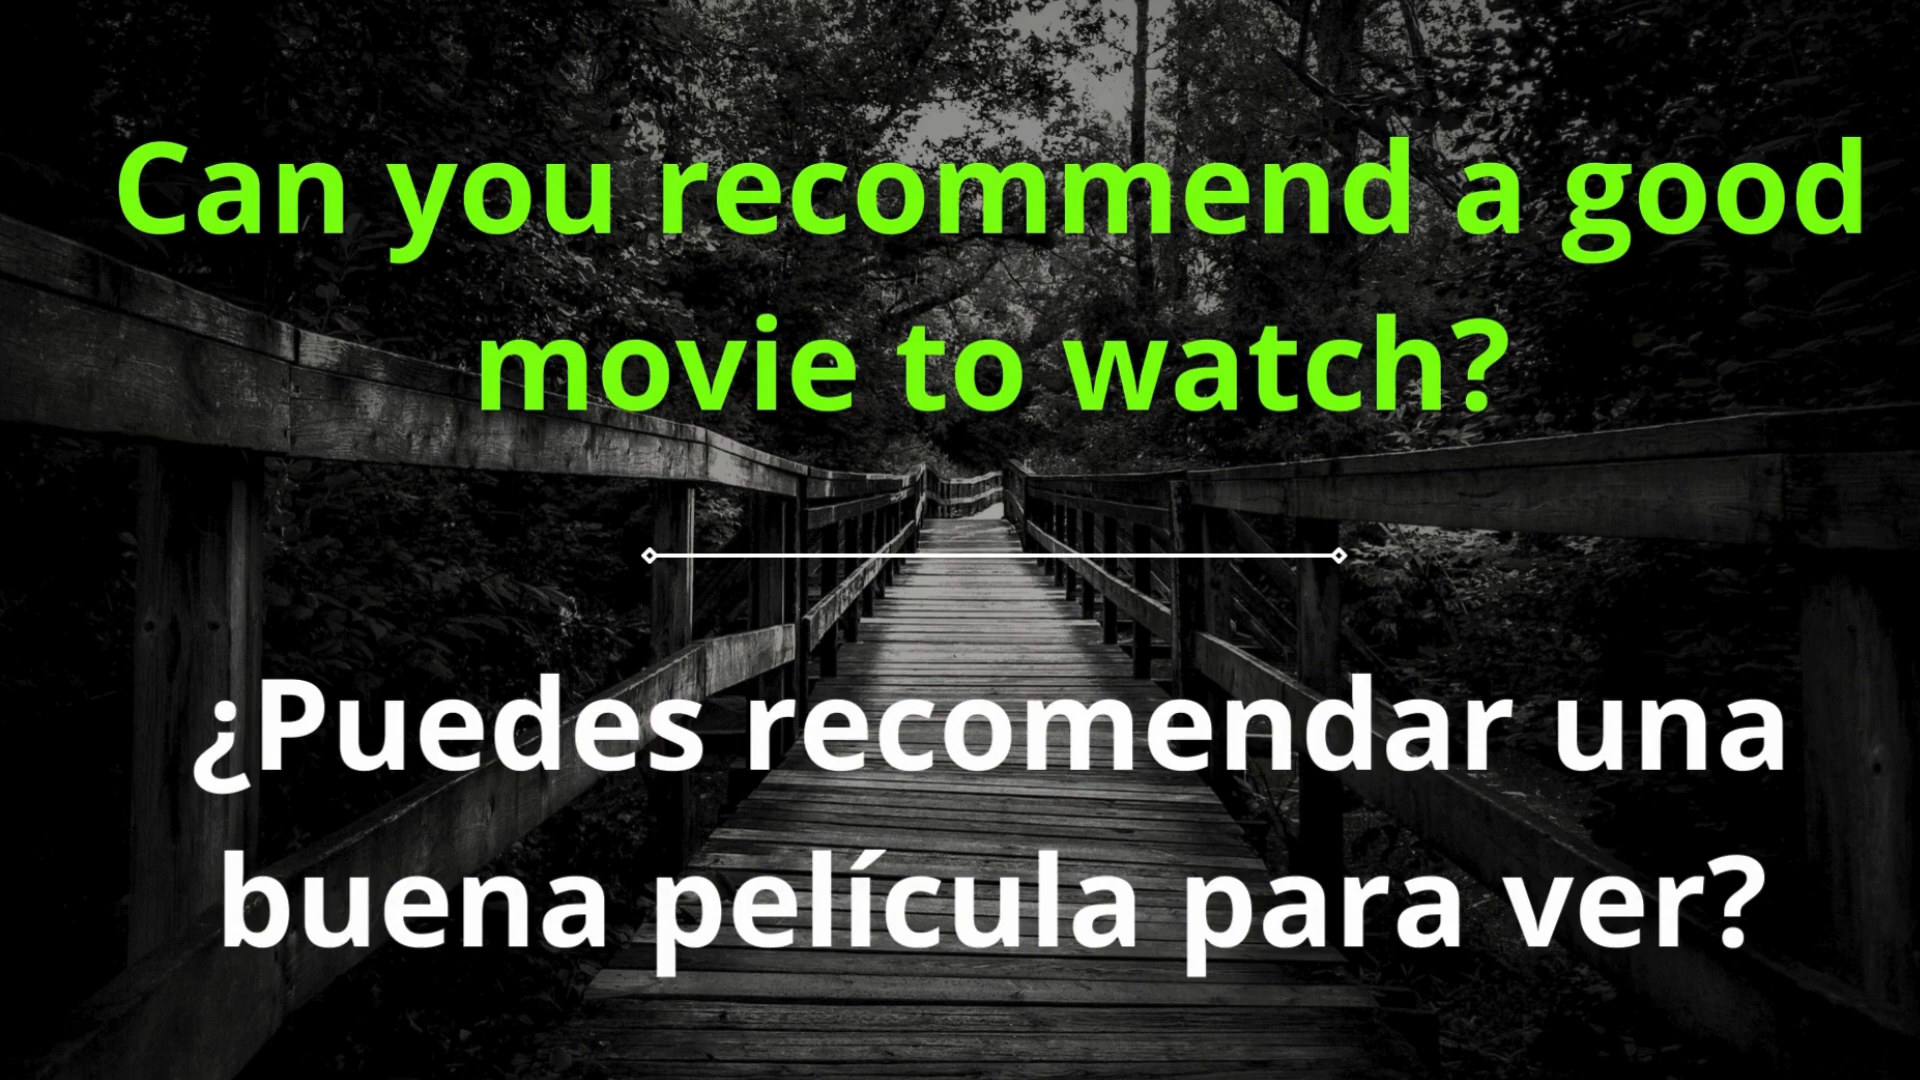 Can you recommend a good
movie to watch?
¿Puedes recomendar una
buena película para ver?